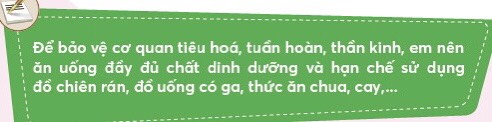 Để bảo vệ cơ quan tiêu hoá, tuần hoàn, thần kinh, em nên
ăn uống đầy đủ chất dinh dưỡng và hạn chế sử dụng
đồ chiên rán, đồ uống có ga, thức ăn chua, cay,...